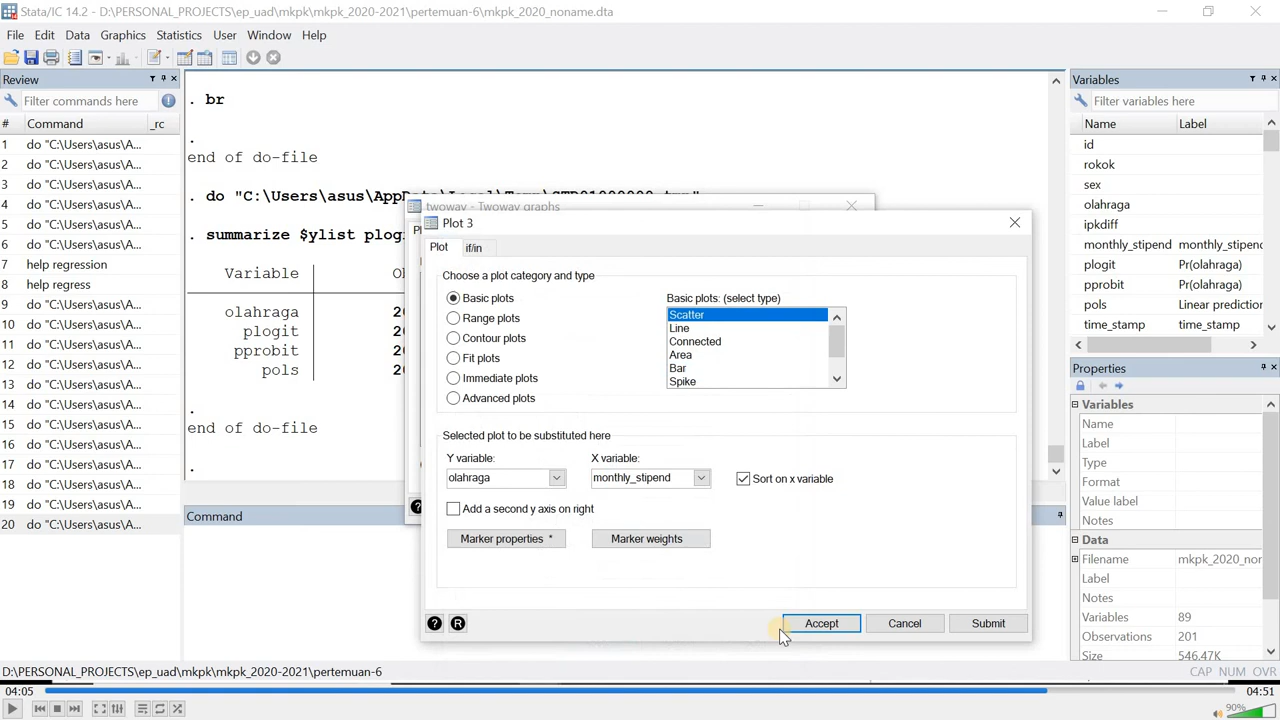 Stata/IC 14.2 - D:\PERSONAL_PROJECTS\ep_uad\mkpk\mkpk_2020-2021\pertemuan-6\mkpk_2020_noname.dta
File Edit Data Graphics Statistics User Window Help
Review
Filter commands here
# Command _rc
1 do "C:\Users\asus\A...
2 do "C:\Users\asus\A...
3 do "C:\Users\asus\A...
4 do "C:\Users\asus\A...
5 do "C:\Users\asus\A...
6 do "C:\Users\asus\A...
7 help regression
8 help regress
9 do "C:\Users\asus\A...
10 do "C:\Users\asus\A...
11 do "C:\Users\asus\A...
12 do "C:\Users\asus\A...
13 do "C:\Users\asus\A...
14 do "C:\Users\asus\A...
15 do "C:\Users\asus\A...
16 do "C:\Users\asus\A...
17 do "C:\Users\asus\A...
18 do "C:\Users\asus\A...
19 do "C:\Users\asus\A...
20 do "C:\Users\asus\A...
. br
.
end of do-file
. do "C:\Users\asus\AppData\Local\Temp\STD01000000.tmp"
. summarize $ylist plogi
Variable
olahraga 20
plogit 20
pprobit 20
pols 20
.
end of do-file
.
Command
twoway - Twoway graphs
Plot 3
Plot if/in
Choose a plot category and type
Basic plots
Range plots
Contour plots
Fit plots
Immediate plots
Advanced plots
Basic plots: (select type)
Scatter
Line
Connected
Area
Bar
Spike
Selected plot to be substituted here
Y variable: X variable:
olahraga monthly_stipend Sort on x variable
Add a second y axis on right
Marker properties * Marker weights
? R Accept Cancel Submit
Variables
Filter variables here
Name Label
id
rokok
sex
olahraga
ipkdiff
monthly_stipend monthly_stipend
plogit Pr(olahraga)
pprobit Pr(olahraga)
pols Linear prediction
time_stamp time_stamp
Properties
Variables
Name
Label
Type
Format
Value label
Notes
Data
Filename mkpk_2020_nor
Label
Notes
Variables 89
Observations 201
Size 546.47K
D:\PERSONAL_PROJECTS\ep_uad\mkpk\mkpk_2020-2021\pertemuan-6
CAP NUM OVR
04:05 04:51
90%